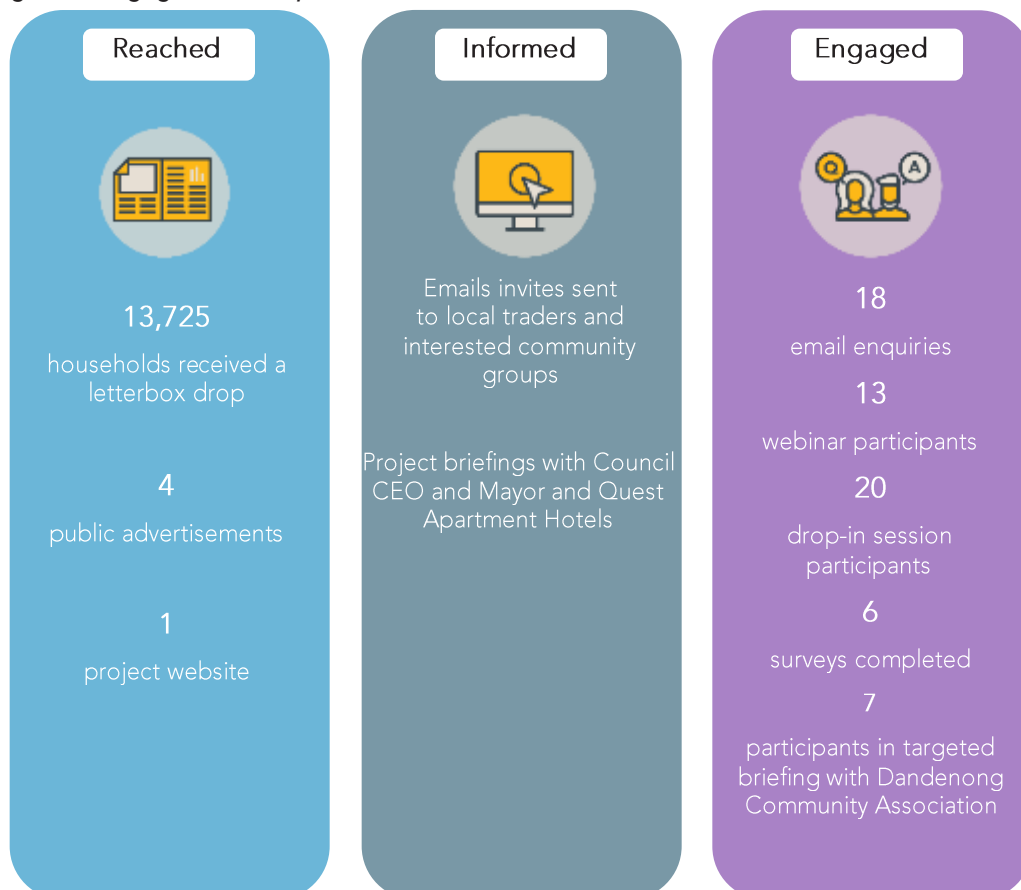 Reached
13,725
households received a
letterbox drop
4
public advertisements
1
project website
Informed
Emails invites sent
to local traders and
interested community
groups
Project briefings with Council
CEO and Mayor and Quest
Apartment Hotels
Engaged
Q
A
18
email enquiries
13
webinar participants
20
drop-in session
participants
6
surveys completed
7
participants in targeted
briefing with Dandenong
Community Association